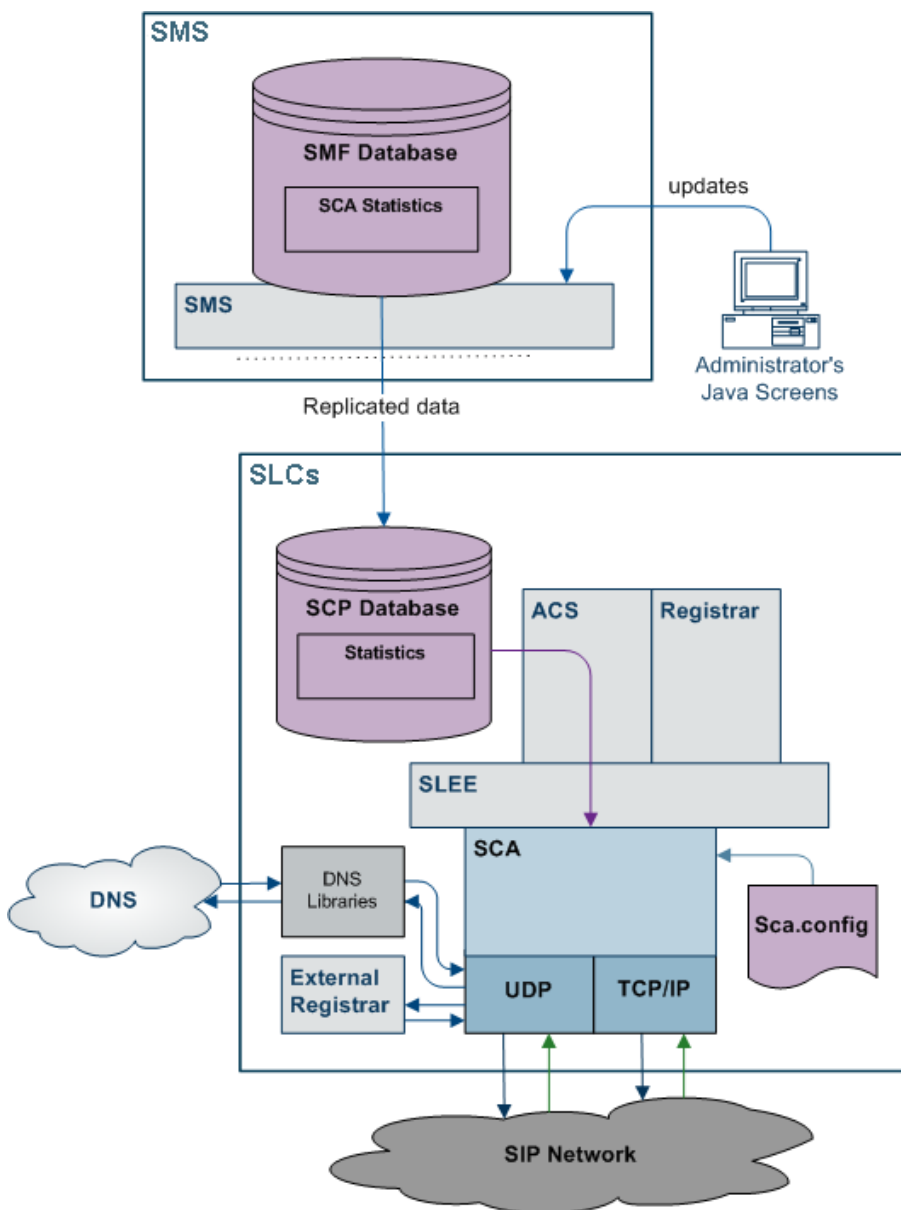 SMS
SMF Database
SCA Statistics
updates
SMS
Administrator's
Java Screens
Replicated data
SLCs
SCP Database
Statistics
ACS
Registrar
SLEE
SCA
DNS
DNS
Libraries
Sca.config
External
Registrar
UDP
TCP/IP
SIP Network